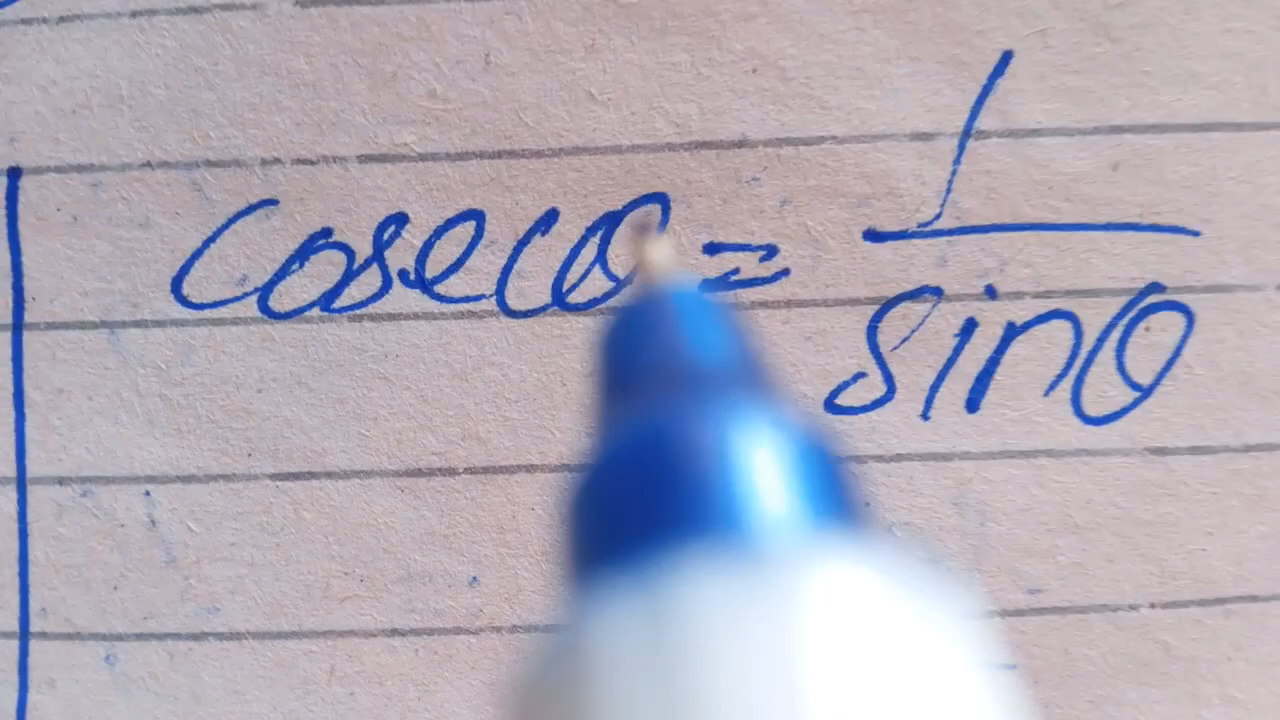 cosecθ = 1/sinθ